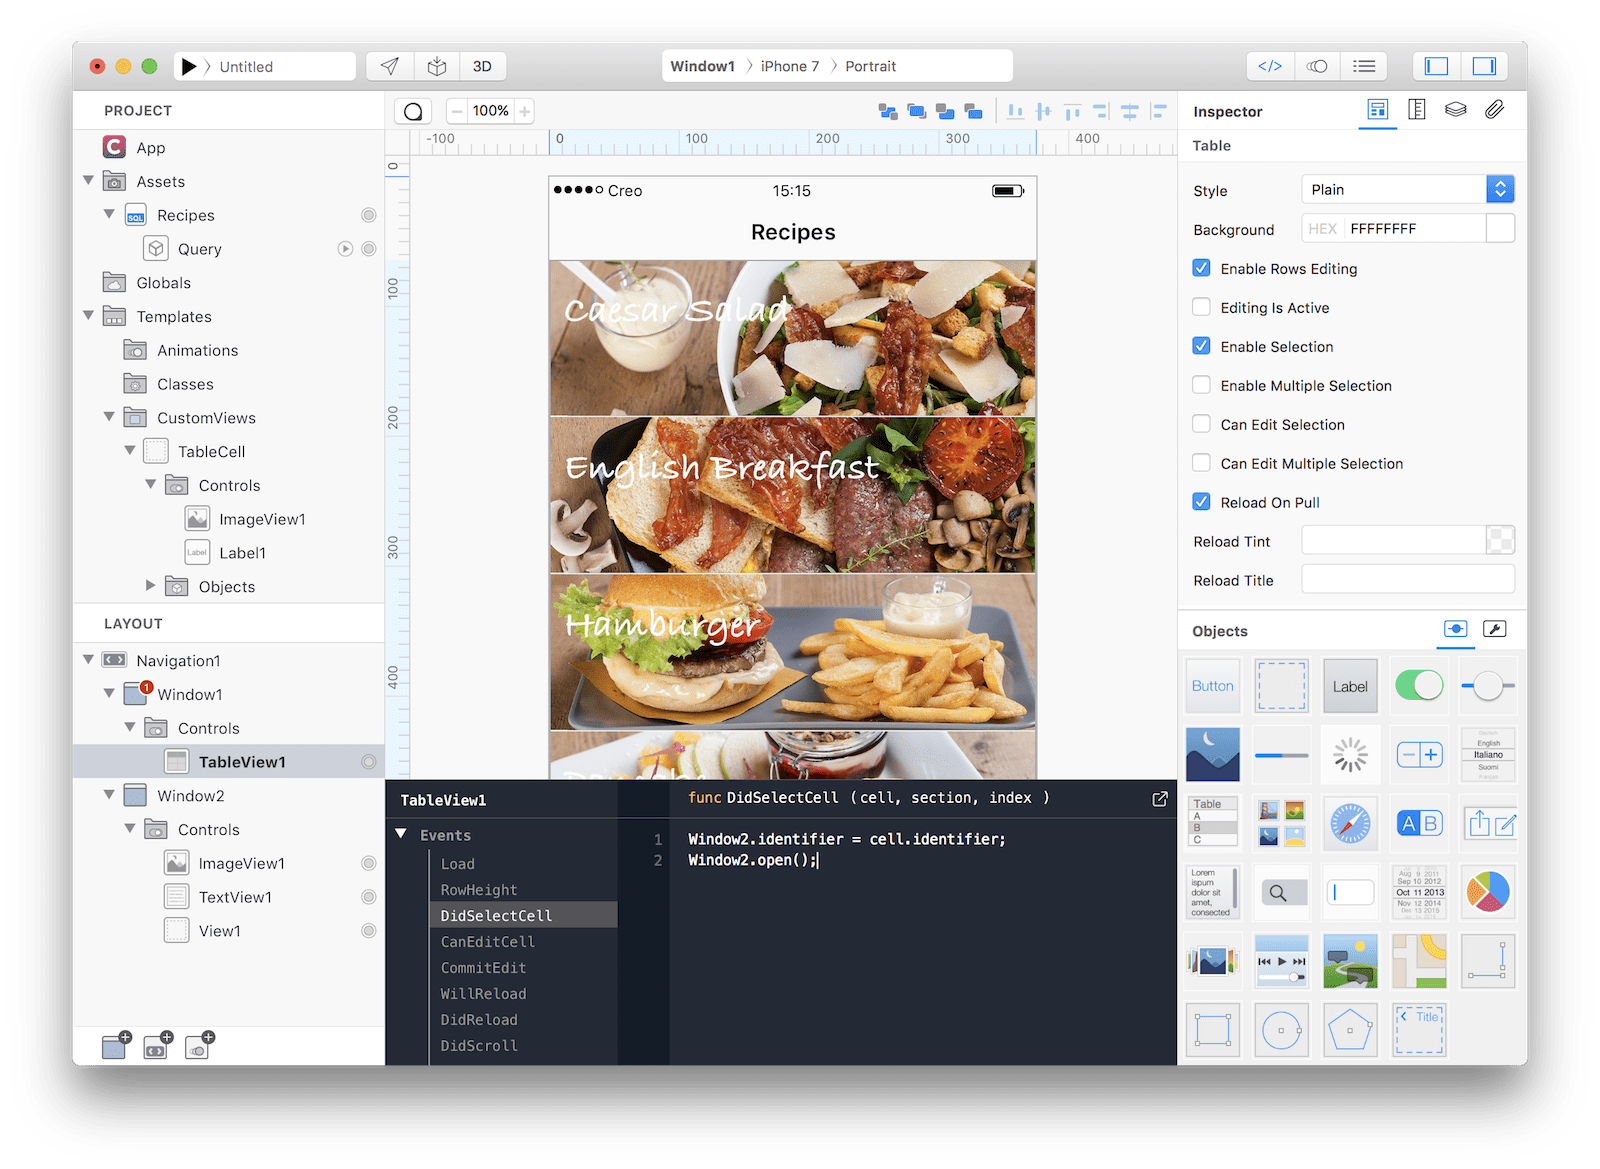 Untitled
3D
Window1
iPhone 7
Portrait
</>
PROJECT
App
Assets
SQL
Recipes
Query
Globals
Templates
Animations
Classes
CustomViews
TableCell
Controls
ImageView1
Label
Label1
Objects
LAYOUT
Navigation1
1
Window1
Controls
TableView1
Window2
Controls
ImageView1
TextView1
View1
100%
-100
0
100
200
300
400
0
100
200
300
400
Creo
15:15
Recipes
Caesar Salad
English Breakfast
Hamburger
TableView1
Events
Load
RowHeight
DidSelectCell
CanEditCell
CommitEdit
WillReload
DidReload
DidScroll
func DidSelectCell (cell, section, index )
1 Window2.identifier = cell.identifier;
2 Window2.open();
Inspector
Table
Style
Plain
Background
HEX
FFFFFFFF
Enable Rows Editing
Editing Is Active
Enable Selection
Enable Multiple Selection
Can Edit Selection
Can Edit Multiple Selection
Reload On Pull
Reload Tint
Reload Title
Objects
Button
Label
English
Italiano
Suomi
Table
A
B
C
A B
Lorem
ispum
dolor sit
amet,
consected
Aug 9 2011
Sep 10 2012
Oct 11 2013
Nov 12 2014
Dec 13 2015
Title